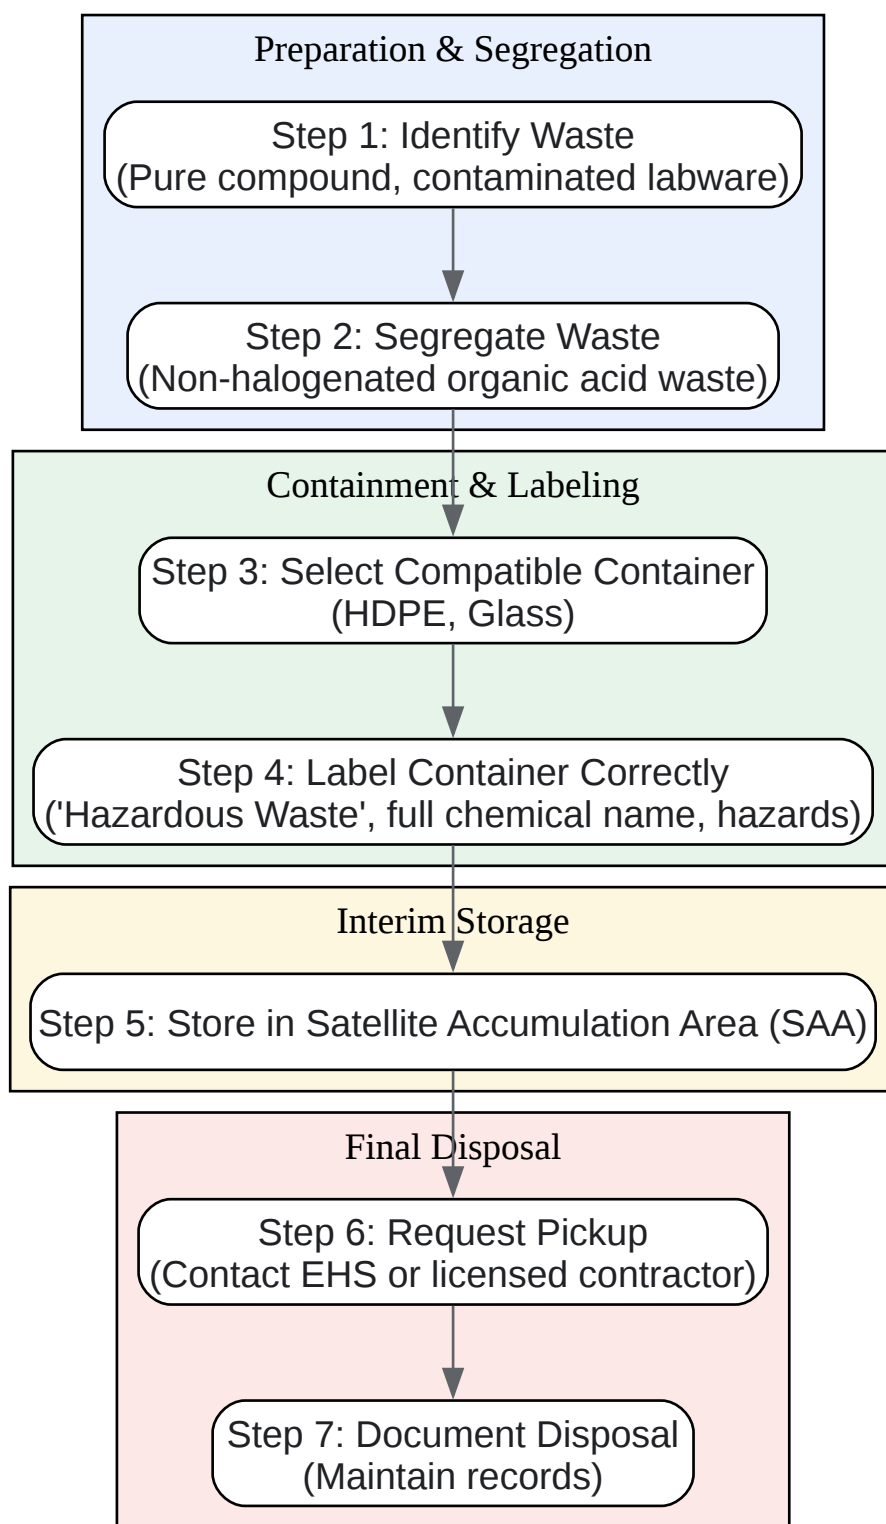 Preparation & Segregation
Step 1: Identify Waste
(Pure compound, contaminated labware)
Step 2: Segregate Waste
(Non-halogenated organic acid waste)
Containment & Labeling
Step 3: Select Compatible Container
(HDPE, Glass)
Step 4: Label Container Correctly
('Hazardous Waste', full chemical name, hazards)
Interim Storage
Step 5: Store in Satellite Accumulation Area (SAA)
Final Disposal
Step 6: Request Pickup
(Contact EHS or licensed contractor)
Step 7: Document Disposal
(Maintain records)